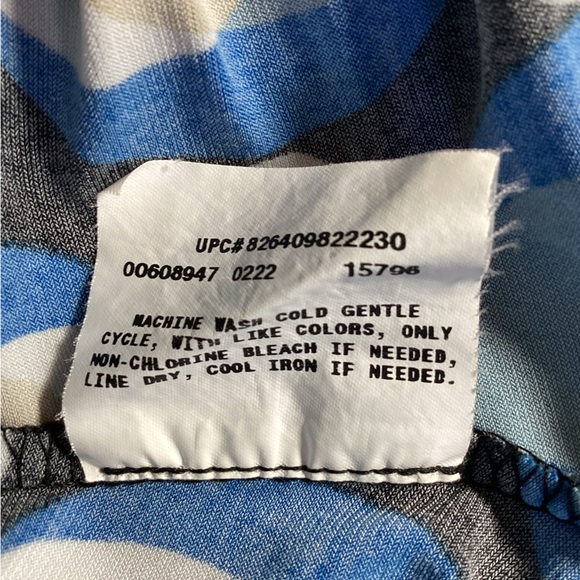 UPC# 826409822230
00608947 0222 15796
MACHINE WASH COLD GENTLE
CYCLE, WITH LIKE COLORS, ONLY
NON-CHLORINE BLEACH IF NEEDED,
LINE DRY, COOL IRON IF NEEDED.